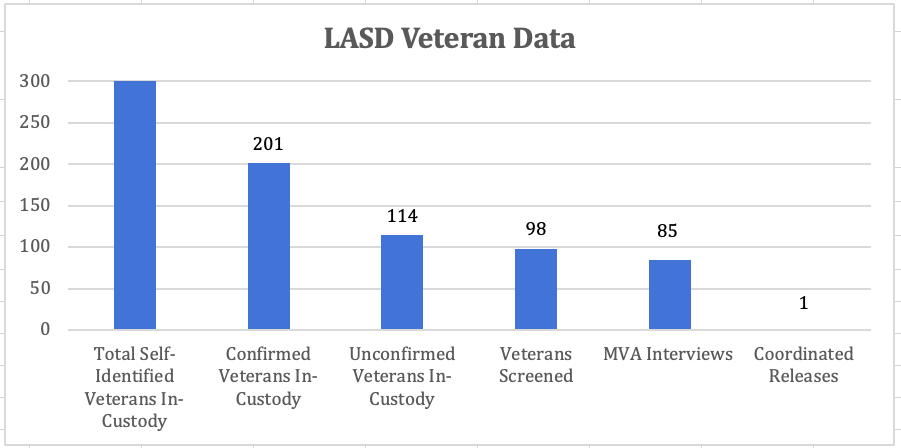 LASD Veteran Data
300
250
200
150
100
50
0
201
114
98
85
1
Total Self-
Identified
Veterans In-
Custody
Confirmed
Veterans In-
Custody
Unconfirmed
Veterans In-
Custody
Veterans
Screened
MVA Interviews
Coordinated
Releases